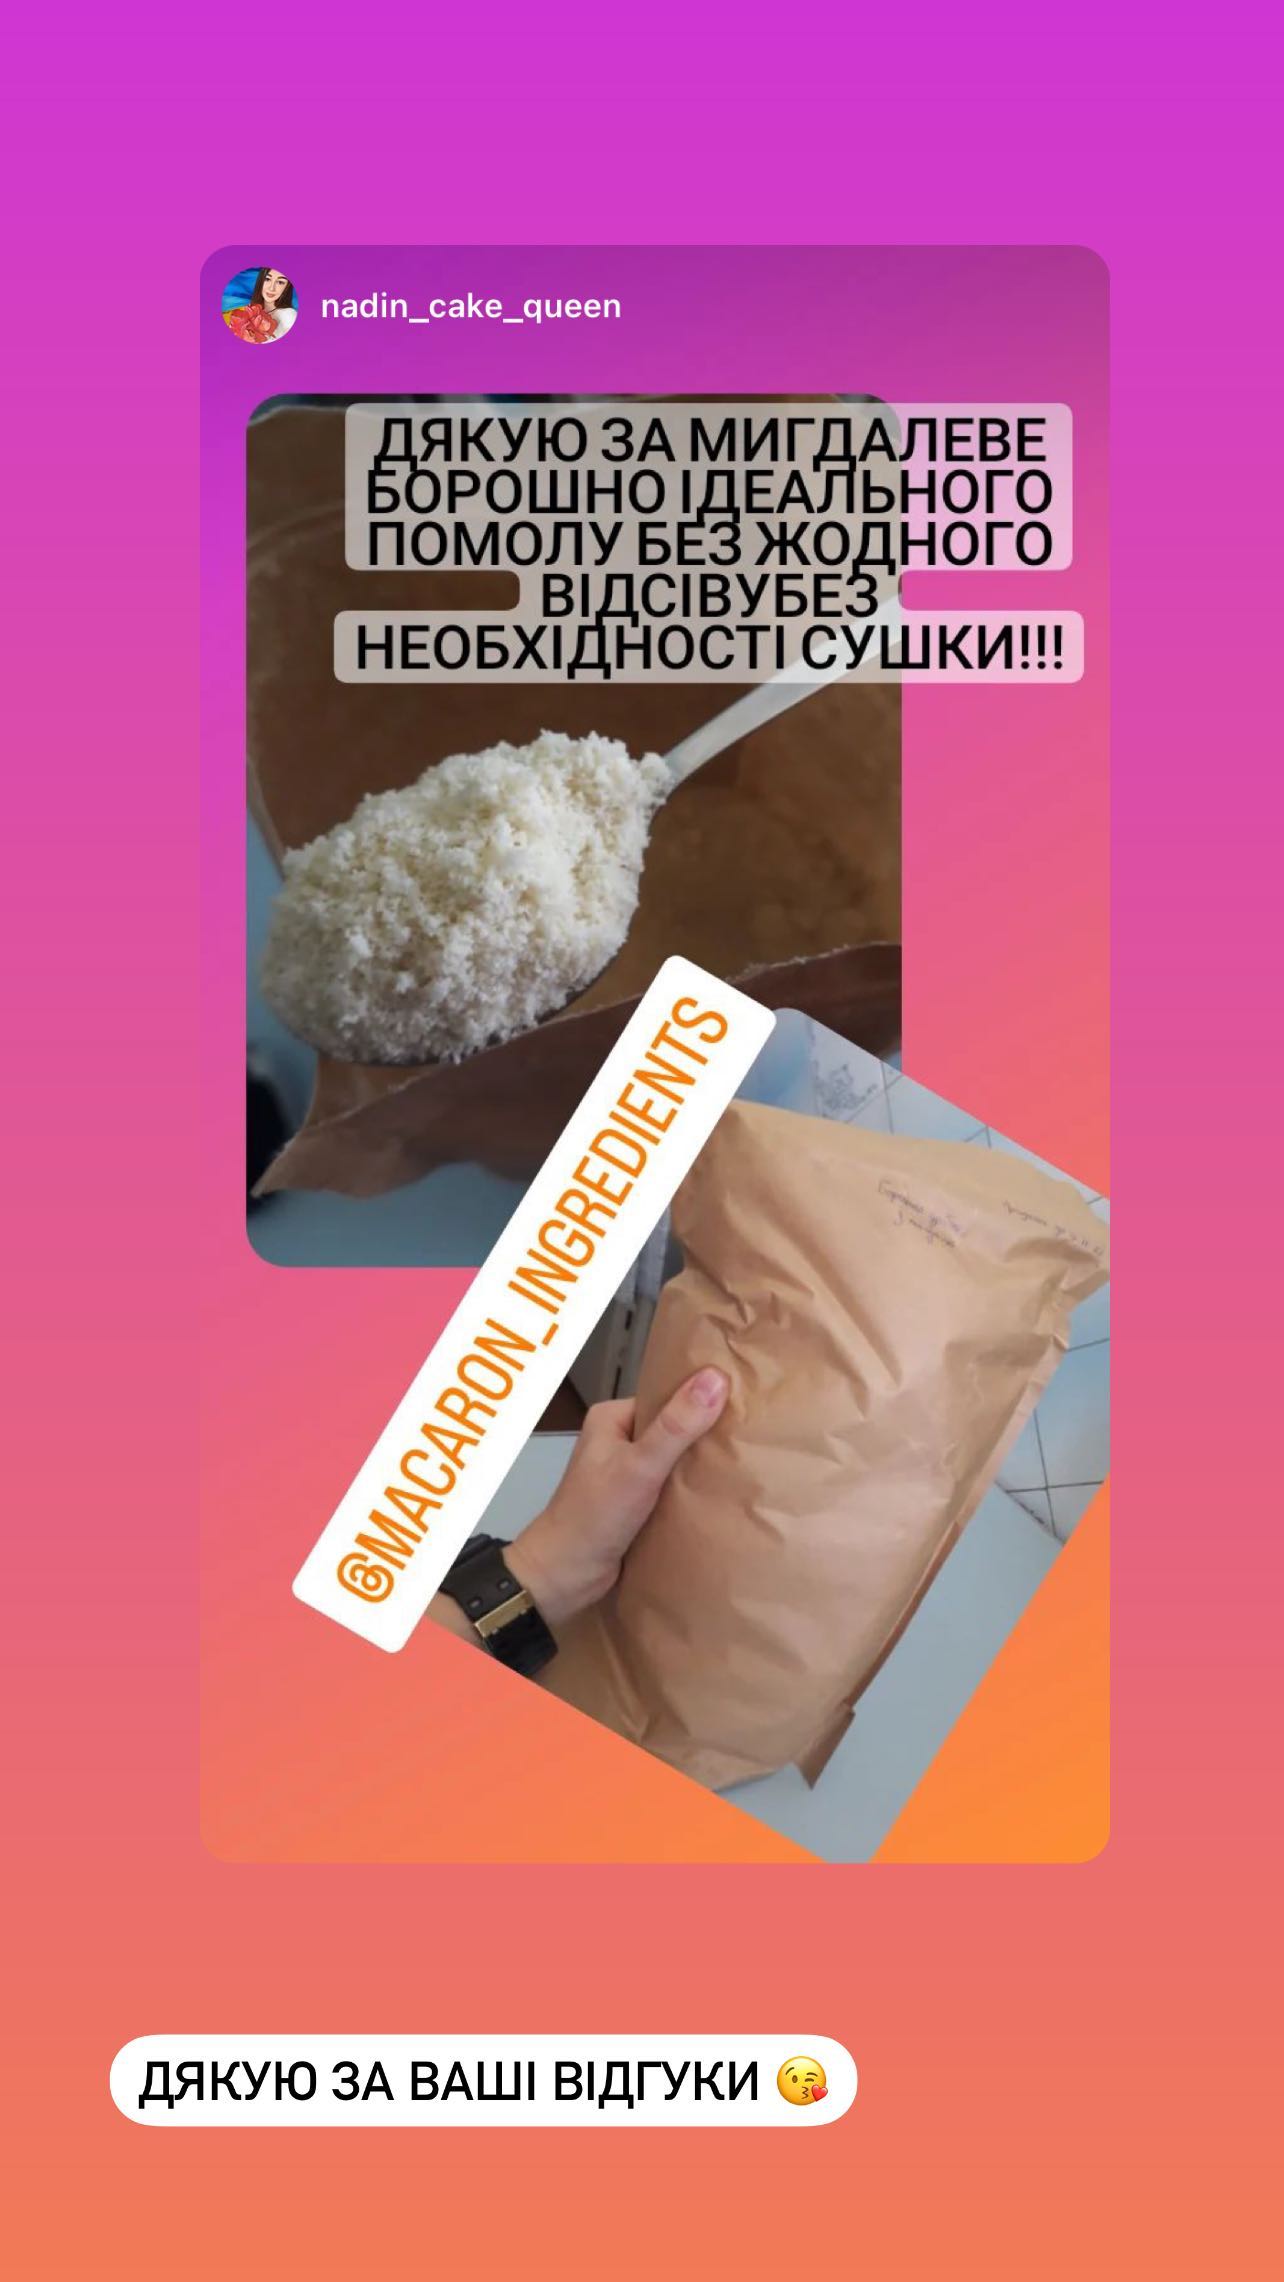 nadin_cake_queen
ДЯКУЮ ЗА МИГДАЛЕВЕ
БОРОШНО ІДЕАЛЬНОГО
ПОМОЛУ БЕЗ ЖОДНОГО
ВІДСІВУБЕЗ
НЕОБХІДНОСТІ СУШКИ!!!
@MACARON_INGREDIENTS
ДЯКУЮ ЗА ВАШІ ВІДГУКИ 😘